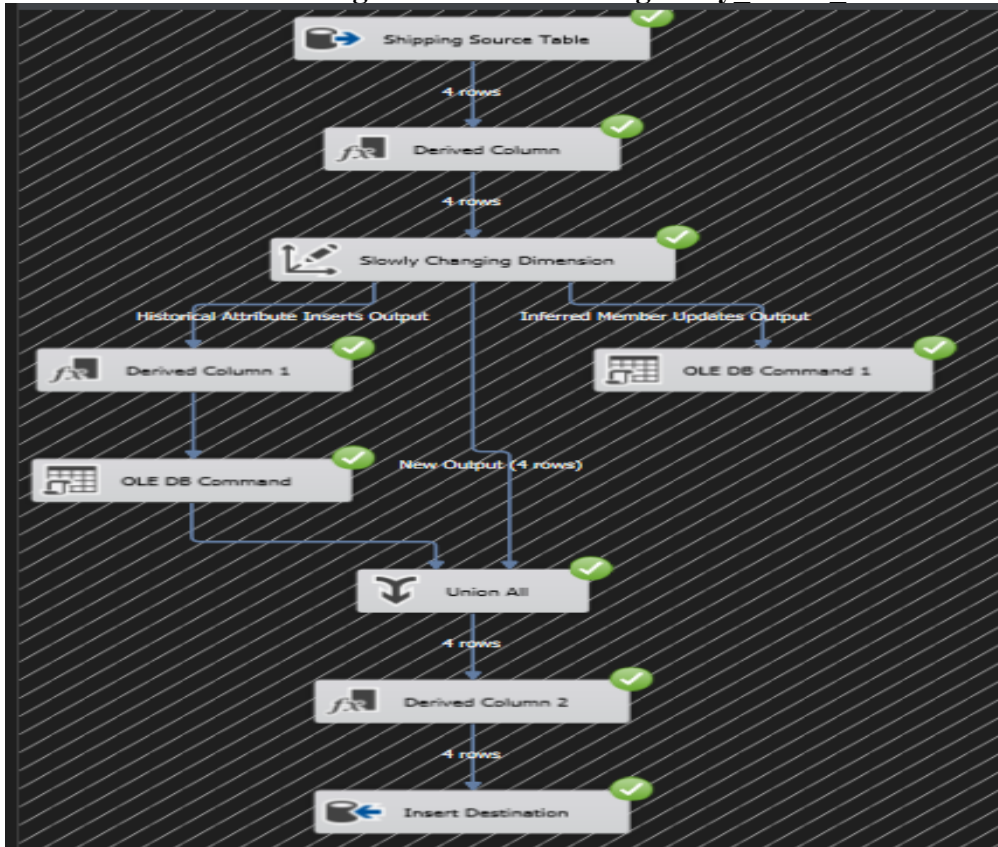 Shipping Source Table
4 rows
Derived Column
4 rows
Slowly Changing Dimension
Historical Attribute Inserts Output
Inferred Member Updates Output
Derived Column 1
OLE DB Command 1
New Output (4 rows)
OLE DB Command
Union All
4 rows
Derived Column 2
4 rows
Insert Destination